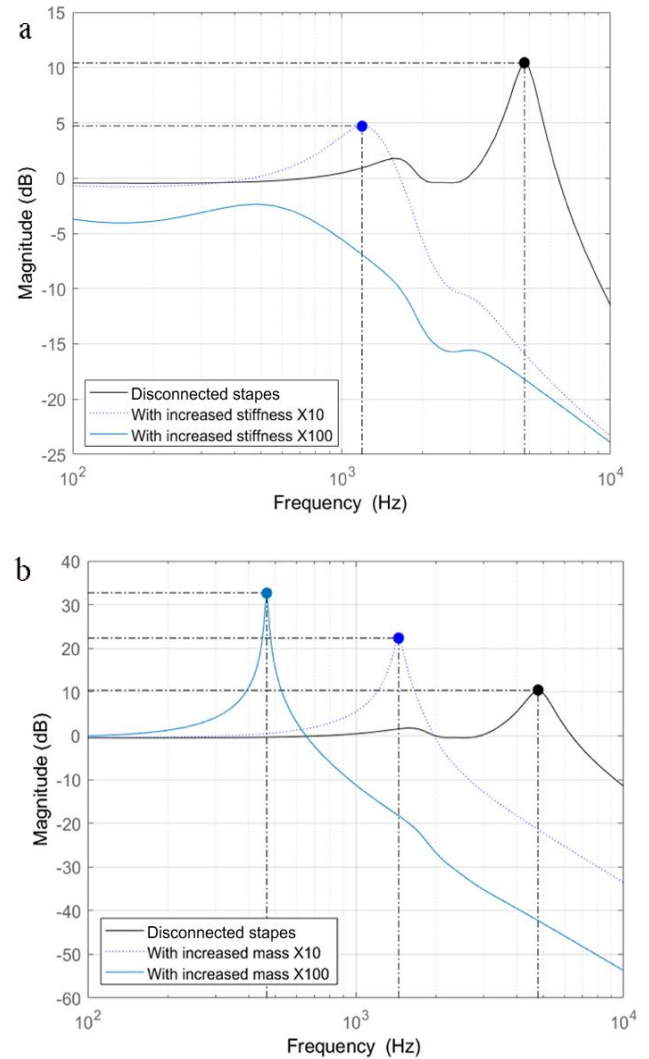 a
15
10
5
0
-5
-10
-15
-20
-25
Magnitude (dB)
Disconnected stapes
With increased stiffness X10
With increased stiffness X100
10²
10³
10⁴
Frequency (Hz)
b
40
30
20
10
0
-10
-20
-30
-40
-50
-60
Magnitude (dB)
Disconnected stapes
With increased mass X10
With increased mass X100
10²
10³
10⁴
Frequency (Hz)